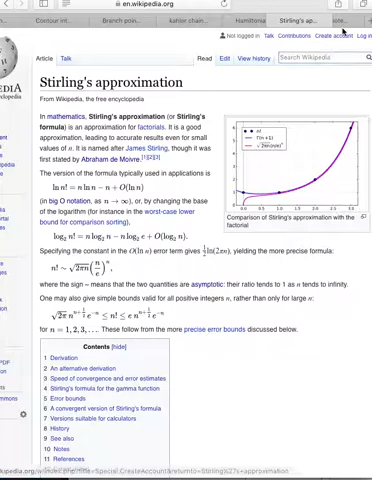 en.wikipedia.org
Contour int
Branch poin..
kahler chain...
Hamiltonia
Stirling's ap...
Not logged in Talk Contributions Create account Log in
Article Talk Read Edit View history Search Wikipedia
Stirling's approximation
From Wikipedia, the free encyclopedia
In mathematics, Stirling's approximation (or Stirling's
formula) is an approximation for factorials. It is a good
approximation, leading to accurate results even for small
values of n. It is named after James Stirling, though it was
first stated by Abraham de Moivre.[1][2][3]
The version of the formula typically used in applications is
ln n! = n ln n − n + O(ln n)
(in big O notation, as n → ∞), or, by changing the base
of the logarithm (for instance in the worst-case lower
bound for comparison sorting),
log₂ n! = n log₂ n − n log₂ e + O(log₂ n).
Comparison of Stirling's approximation with the
factorial
Specifying the constant in the O(ln n) error term gives ½ln(2πn), yielding the more precise formula:
n! ∼ √2πn (n/e)ⁿ,
where the sign ~ means that the two quantities are asymptotic: their ratio tends to 1 as n tends to infinity.
One may also give simple bounds valid for all positive integers n, rather than only for large n:
√2π n^(n+½) e^(−n) ≤ n! ≤ e n^(n+½) e^(−n)
for n = 1, 2, 3, .... These follow from the more precise error bounds discussed below.
Contents [hide]
1 Derivation
2 An alternative derivation
3 Speed of convergence and error estimates
4 Stirling's formula for the gamma function
5 Error bounds
6 A convergent version of Stirling's formula
7 Versions suitable for calculators
8 History
9 See also
10 Notes
11 References